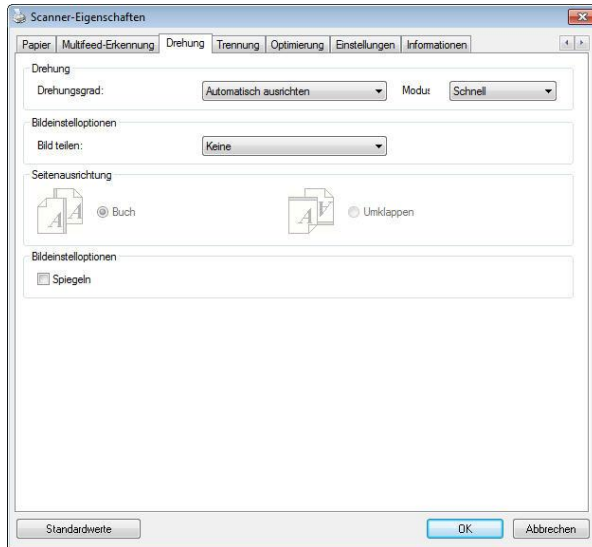 Scanner-Eigenschaften
Papier Multifeed-Erkennung Drehung Trennung Optimierung Einstellungen Informationen
Drehung
Drehungsgrad: Automatisch ausrichten Modus Schnell
Bildeinstelloptionen
Bild teilen: Keine
Seitenausrichtung
A A Buch A A Umklappen
Bildeinstelloptionen
Spiegeln
Standardwerte OK Abbrechen